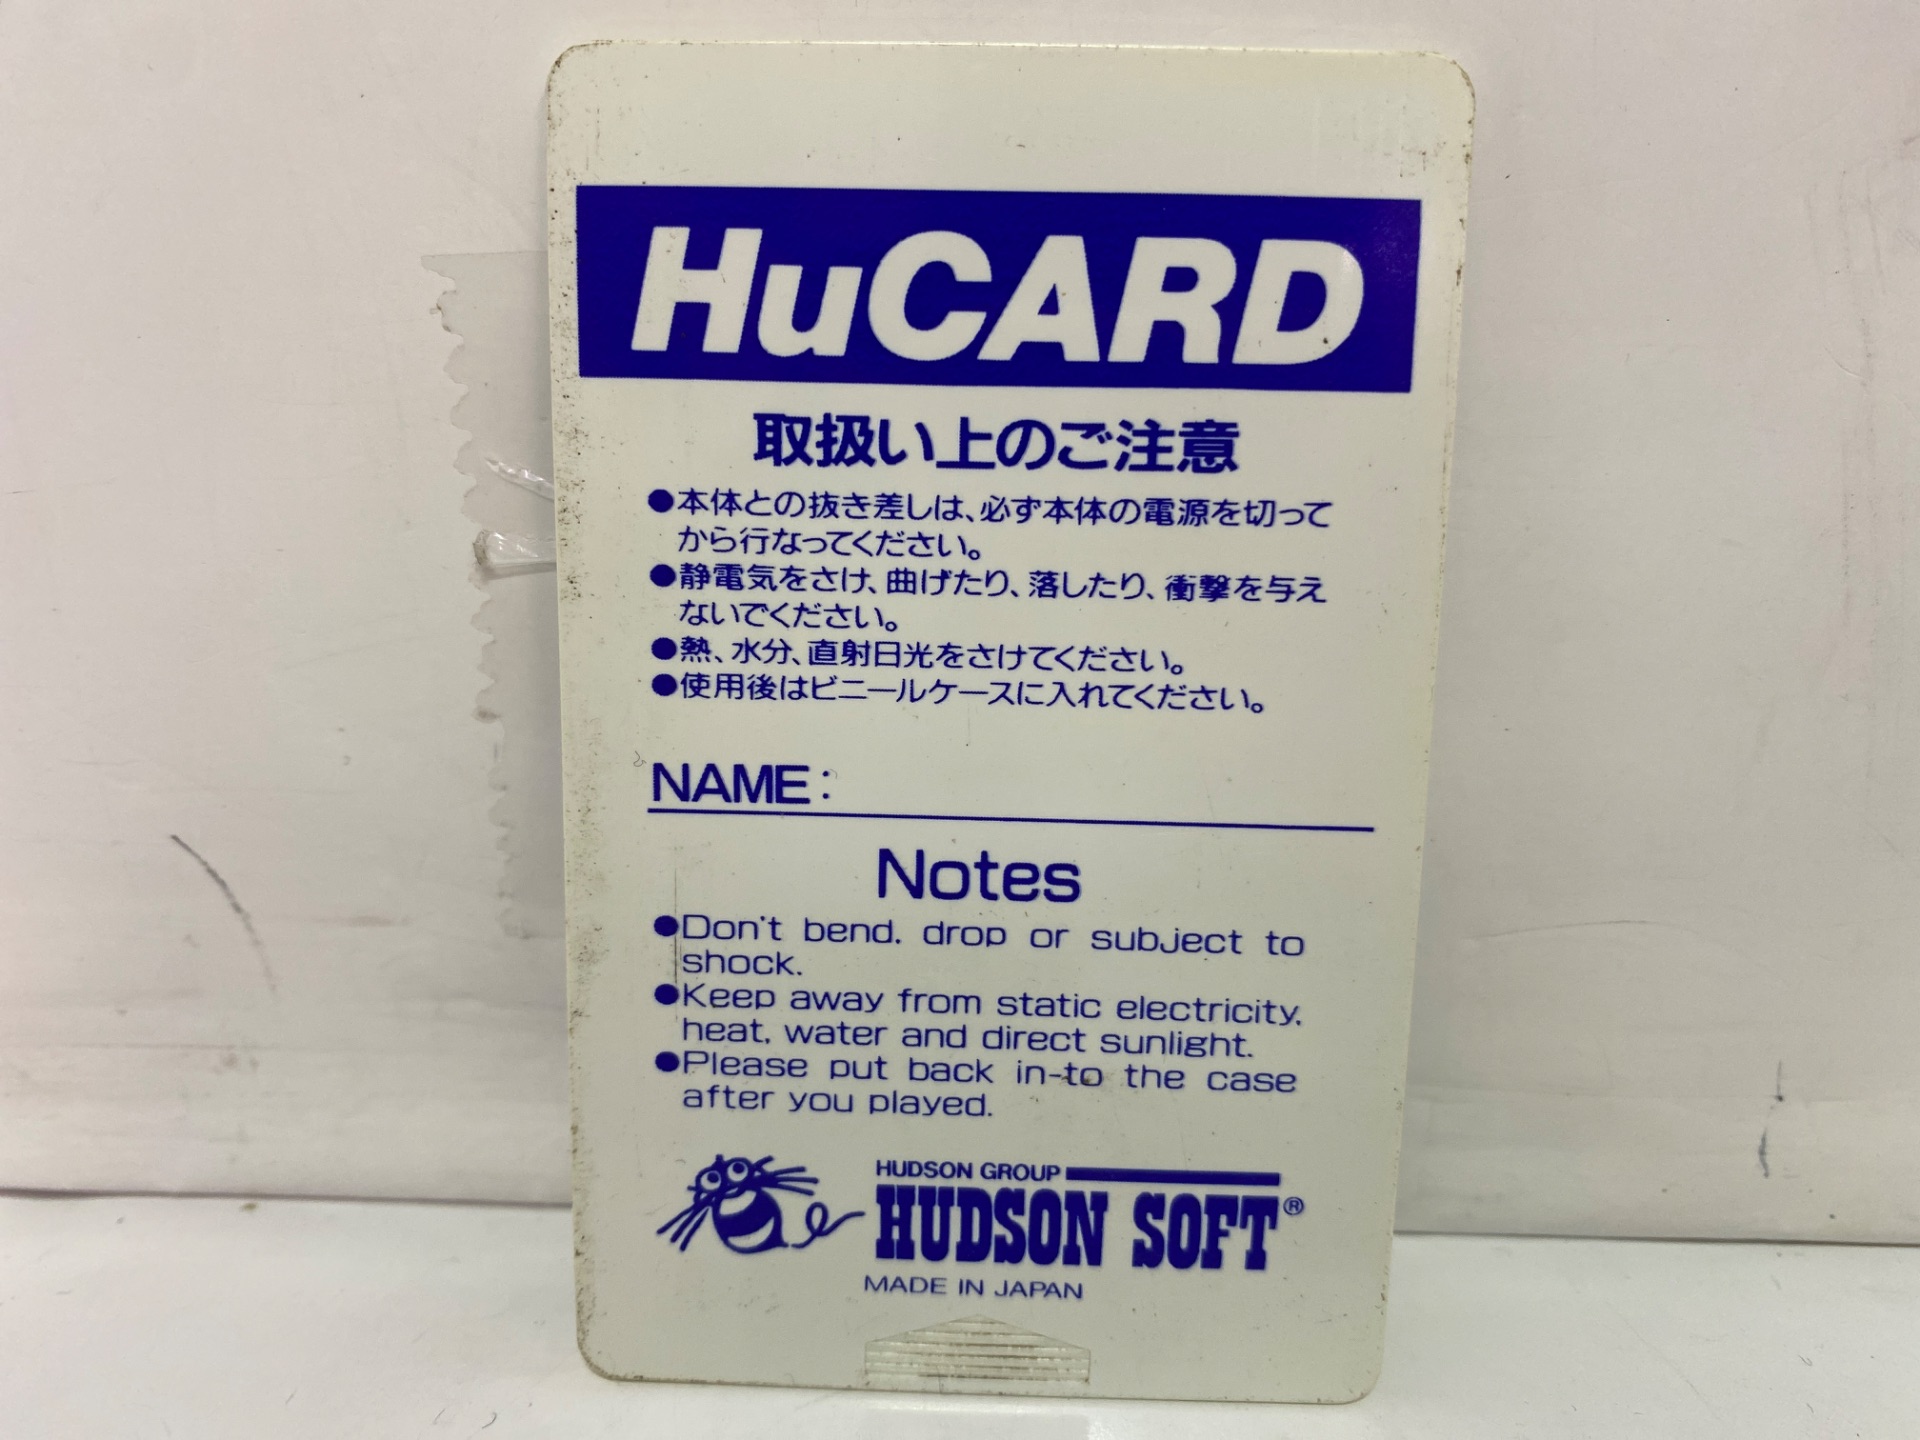 HuCARD
取扱い上のご注意
●本体との抜き差しは、必ず本体の電源を切って
から行なってください。
●静電気をさけ、曲げたり、落したり、衝撃を与え
ないでください。
●熱、水分、直射日光をさけてください。
●使用後はビニールケースに入れてください。
NAME:
Notes
●Don't bend. drop or subject to
shock.
●Keep away from static electricity.
heat, water and direct sunlight.
●Please put back in-to the case
after you played.
HUDSON GROUP
HUDSON SOFT®
MADE IN JAPAN